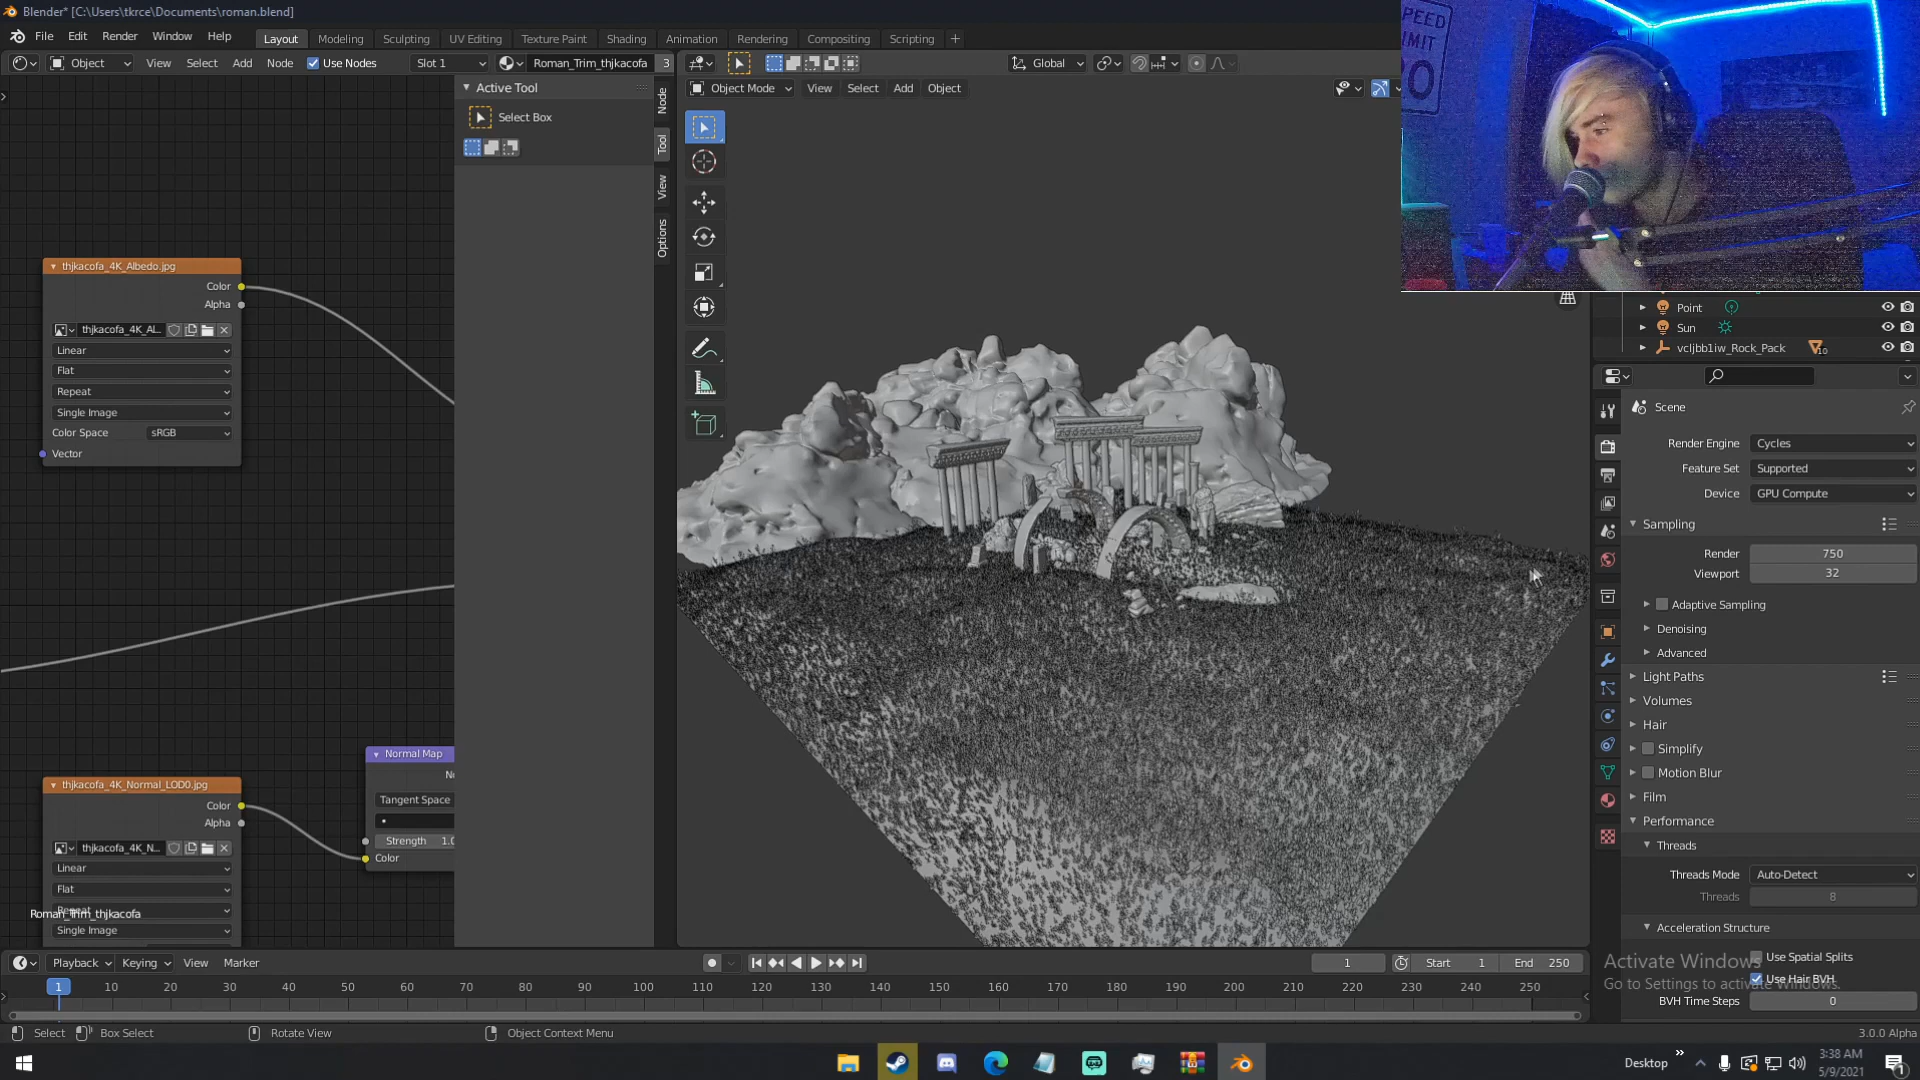 Blender* [C:\Users\tkrce\Documents\roman.blend]
File Edit Render Window Help Layout Modeling Sculpting UV Editing Texture Paint Shading Animation Rendering Compositing Scripting
Object View Select Add Node Use Nodes Slot 1 Roman_Trim_thjkacofa 3 Global
SPEED
LIMIT
Active Tool
Select Box
Node
Tool
View
Options
Object Mode View Select Add Object
thjkacofa_4K_Albedo.jpg
Color
Alpha
thjkacofa_4K_AL...
Linear
Flat
Repeat
Single Image
Color Space sRGB
Vector
Normal Map
Tangent Space
Strength 1.0
Color
thjkacofa_4K_Normal_LOD0.jpg
Color
Alpha
thjkacofa_4K_N...
Linear
Flat
Repeat
Roman_Trim_thjkacofa
Single Image
Point
Sun
vcljbb1iw_Rock_Pack 10
Scene
Render Engine Cycles
Feature Set Supported
Device GPU Compute
Sampling
Render 750
Viewport 32
Adaptive Sampling
Denoising
Advanced
Light Paths
Volumes
Hair
Simplify
Motion Blur
Film
Performance
Threads
Threads Mode Auto-Detect
Threads 8
Acceleration Structure
Use Spatial Splits
Use Hair BVH
BVH Time Steps 0
Activate Windows
Go to Settings to activate Windows.
Playback Keying View Marker 1 Start 1 End 250
1 10 20 30 40 50 60 70 80 90 100 110 120 130 140 150 160 170 180 190 200 210 220 230 240 250
Select Box Select Rotate View Object Context Menu 3.0.0 Alpha
Desktop 3:38 AM
5/9/2021